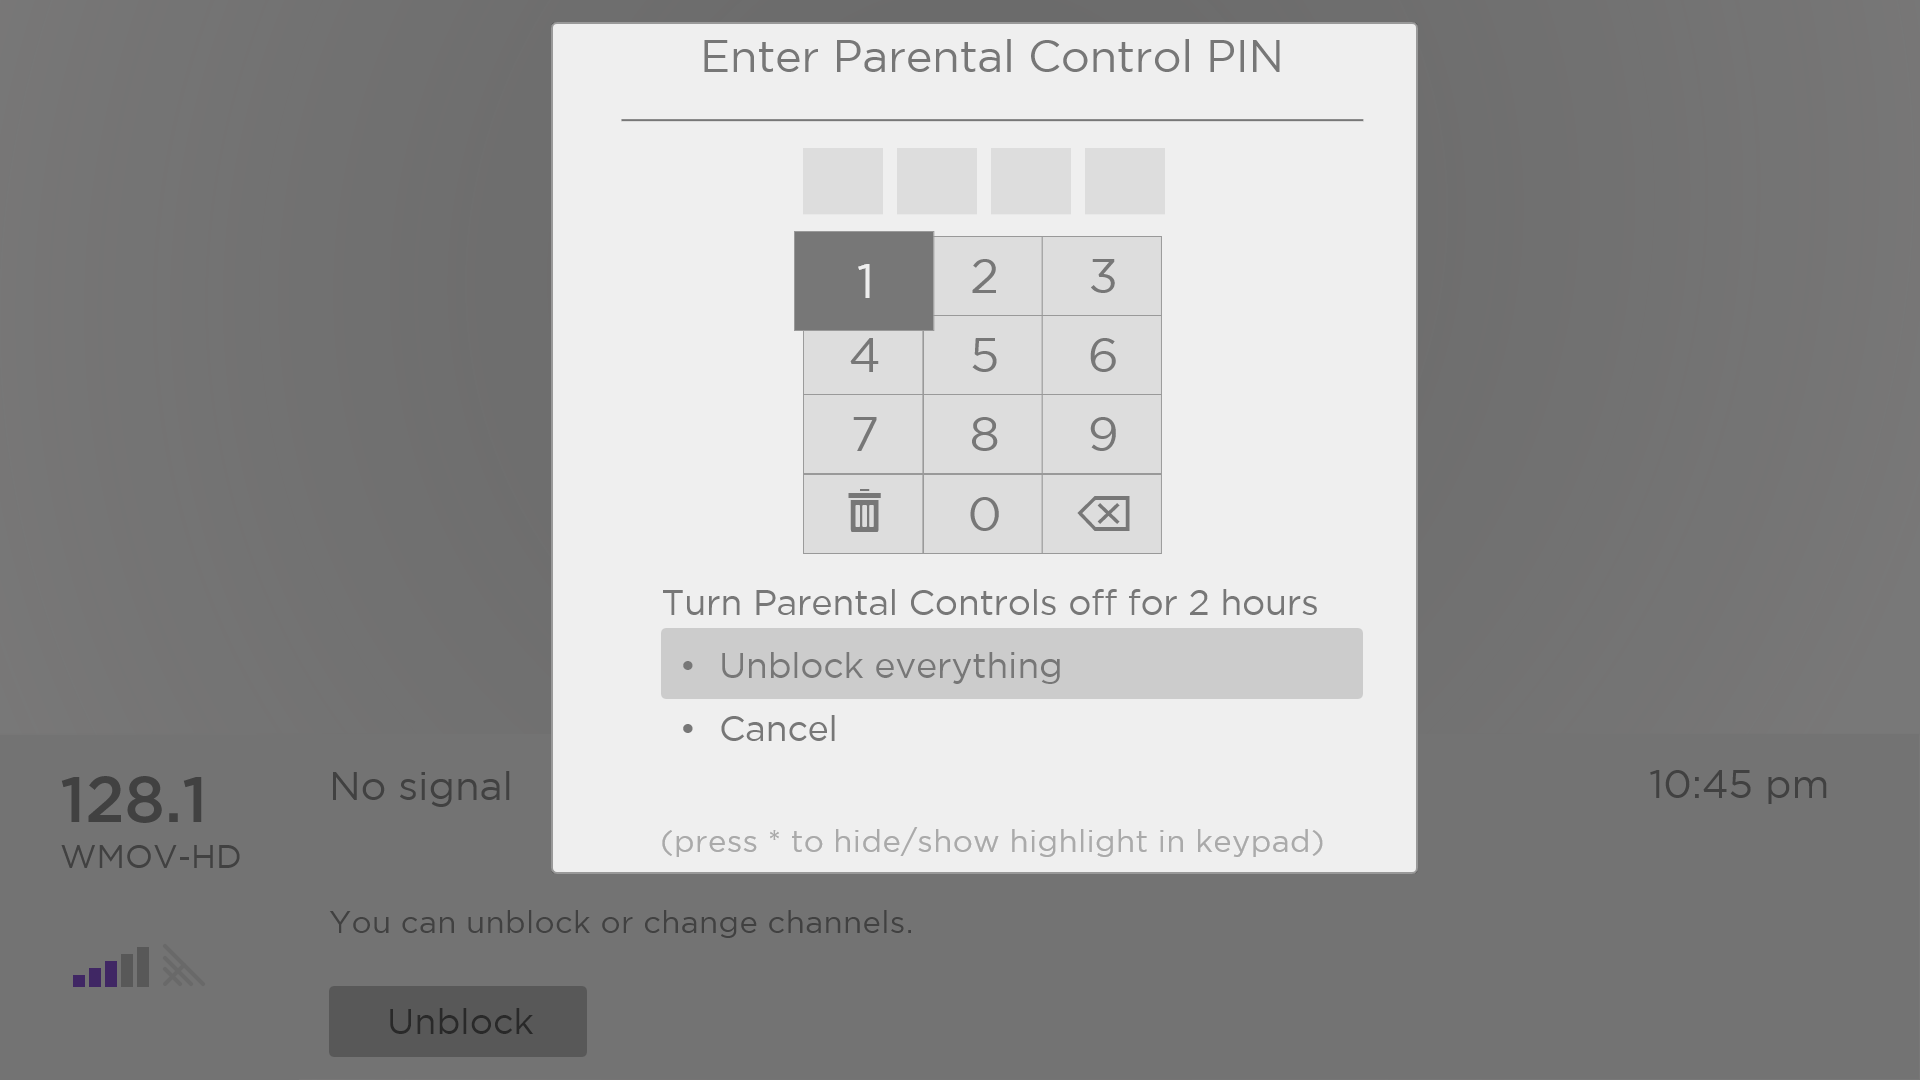 Enter Parental Control PIN
1 2 3
4 5 6
7 8 9
0
Turn Parental Controls off for 2 hours
• Unblock everything
• Cancel
(press * to hide/show highlight in keypad)
128.1
WMOV-HD
No signal
10:45 pm
You can unblock or change channels.
Unblock